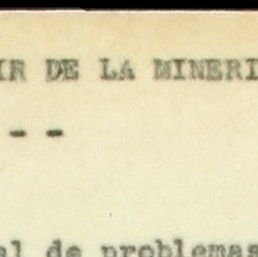 IR DE LA MINERI
- -
al de problemas